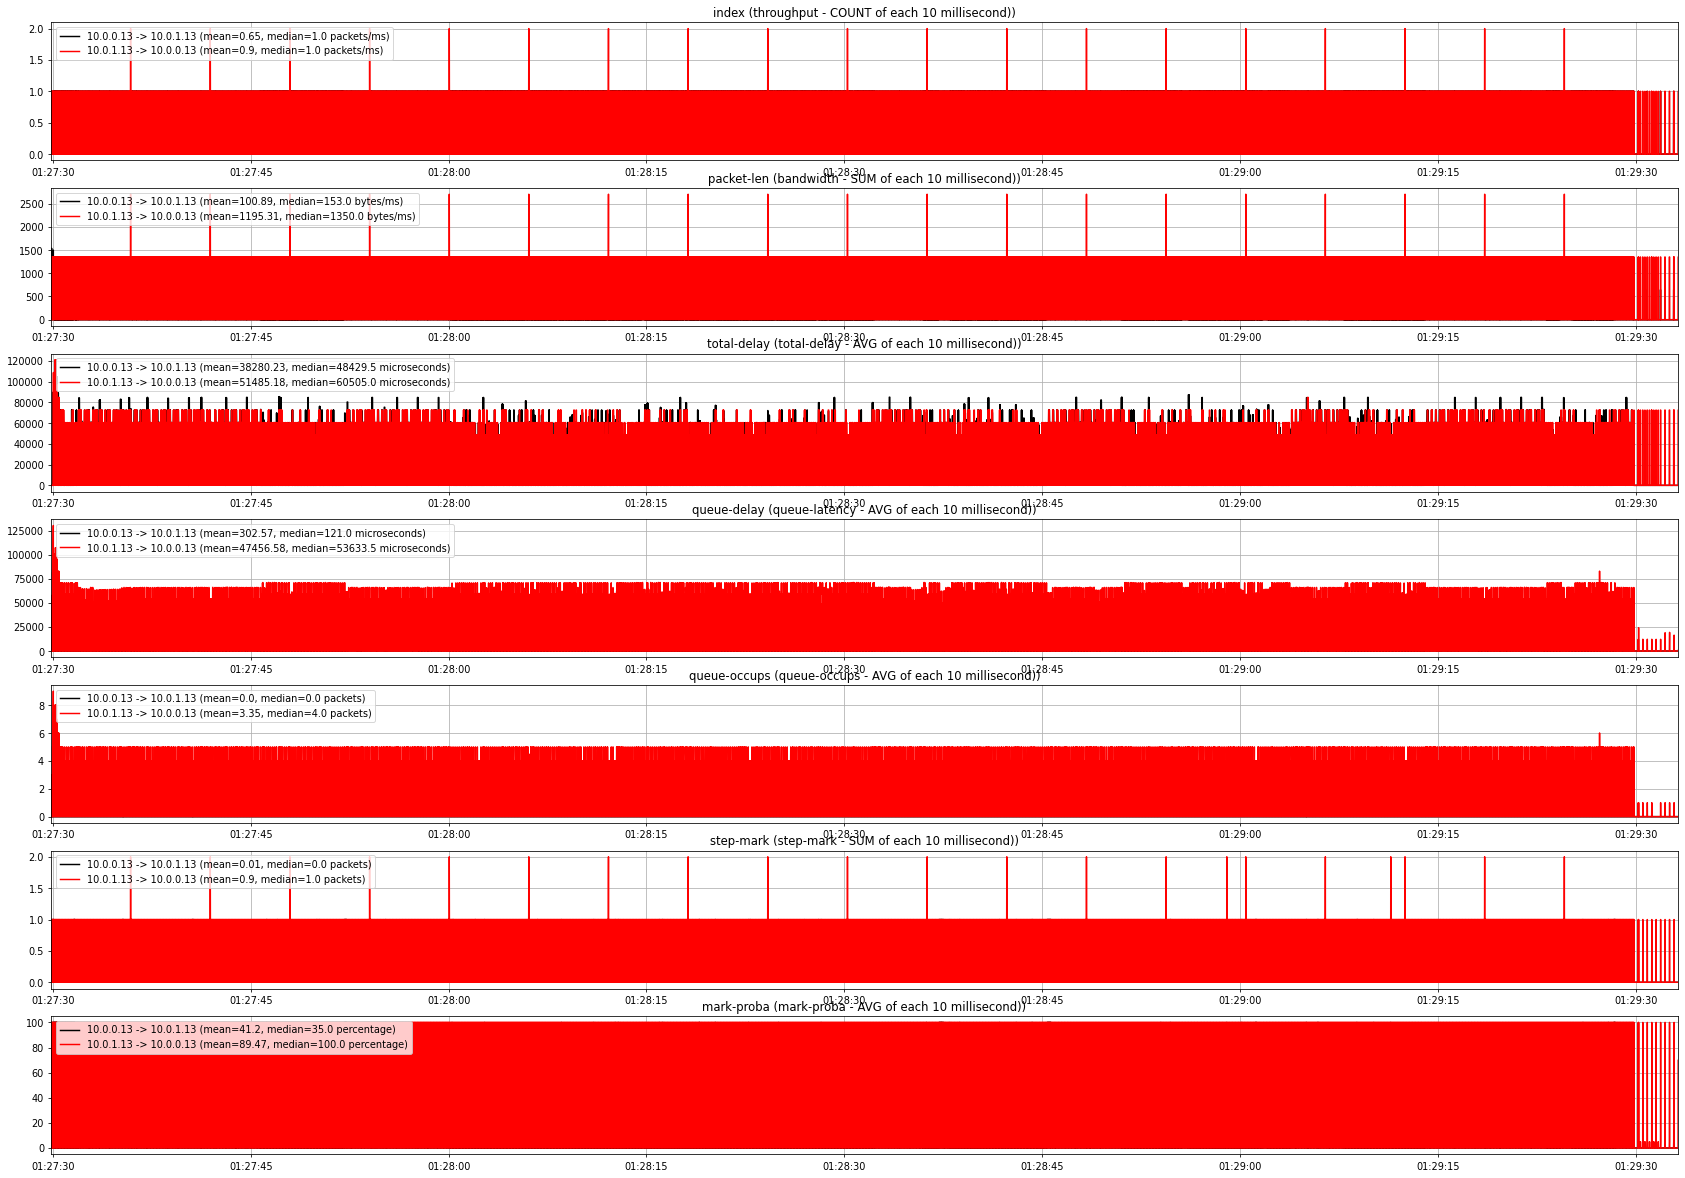 index (throughput - COUNT of each 10 millisecond))
10.0.0.13 -> 10.0.1.13 (mean=0.65, median=1.0 packets/ms)
10.0.1.13 -> 10.0.0.13 (mean=0.9, median=1.0 packets/ms)
2.0
1.5
1.0
0.5
0.0
01:27:30 01:27:45 01:28:00 01:28:15 01:28:30 01:28:45 01:29:00 01:29:15 01:29:30
packet-len (bandwidth - SUM of each 10 millisecond))
10.0.0.13 -> 10.0.1.13 (mean=100.89, median=153.0 bytes/ms)
10.0.1.13 -> 10.0.0.13 (mean=1195.31, median=1350.0 bytes/ms)
2500
2000
1500
1000
500
0
01:27:30 01:27:45 01:28:00 01:28:15 01:28:30 01:28:45 01:29:00 01:29:15 01:29:30
total-delay (total-delay - AVG of each 10 millisecond))
10.0.0.13 -> 10.0.1.13 (mean=38280.23, median=48429.5 microseconds)
10.0.1.13 -> 10.0.0.13 (mean=51485.18, median=60505.0 microseconds)
120000
100000
80000
60000
40000
20000
0
01:27:30 01:27:45 01:28:00 01:28:15 01:28:30 01:28:45 01:29:00 01:29:15 01:29:30
queue-delay (queue-latency - AVG of each 10 millisecond))
10.0.0.13 -> 10.0.1.13 (mean=302.57, median=121.0 microseconds)
10.0.1.13 -> 10.0.0.13 (mean=47456.58, median=53633.5 microseconds)
125000
100000
75000
50000
25000
0
01:27:30 01:27:45 01:28:00 01:28:15 01:28:30 01:28:45 01:29:00 01:29:15 01:29:30
queue-occups (queue-occups - AVG of each 10 millisecond))
10.0.0.13 -> 10.0.1.13 (mean=0.0, median=0.0 packets)
10.0.1.13 -> 10.0.0.13 (mean=3.35, median=4.0 packets)
8
6
4
2
0
01:27:30 01:27:45 01:28:00 01:28:15 01:28:30 01:28:45 01:29:00 01:29:15 01:29:30
step-mark (step-mark - SUM of each 10 millisecond))
10.0.0.13 -> 10.0.1.13 (mean=0.01, median=0.0 packets)
10.0.1.13 -> 10.0.0.13 (mean=0.9, median=1.0 packets)
2.0
1.5
1.0
0.5
0.0
01:27:30 01:27:45 01:28:00 01:28:15 01:28:30 01:28:45 01:29:00 01:29:15 01:29:30
mark-proba (mark-proba - AVG of each 10 millisecond))
10.0.0.13 -> 10.0.1.13 (mean=41.2, median=35.0 percentage)
10.0.1.13 -> 10.0.0.13 (mean=89.47, median=100.0 percentage)
100
80
60
40
20
0
01:27:30 01:27:45 01:28:00 01:28:15 01:28:30 01:28:45 01:29:00 01:29:15 01:29:30